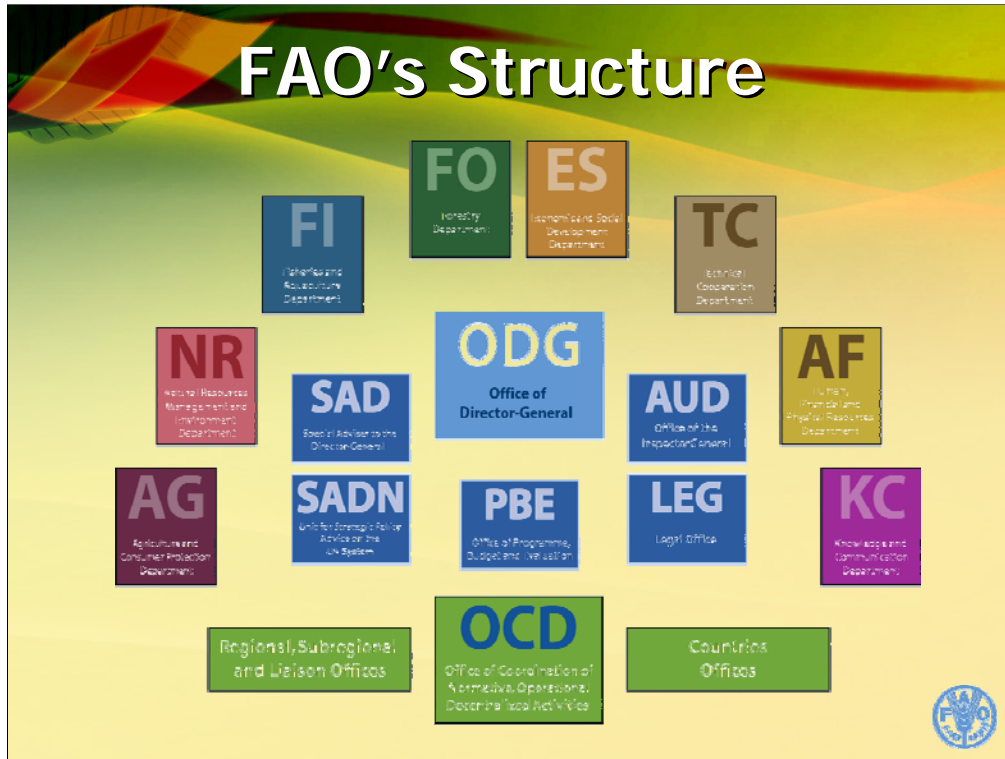 FAO's Structure
FO
Forestry
Department
ES
Economic and Social
Development
Department
FI
Fisheries and
Aquaculture
Department
TC
Technical
Cooperation
Department
NR
Natural Resources
Management and
Environment
Department
ODG
Office of
Director-General
AF
Human,
Financial and
Physical Resources
Department
SAD
Special Adviser to the
Director-General
AUD
Office of the
Inspector General
AG
Agriculture and
Consumer Protection
Department
SADN
Unit for Strategic Policy
Advice on the
UN System
PBE
Office of Programme,
Budget and Evaluation
LEG
Legal Office
KC
Knowledge and
Communication
Department
Regional, Subregional
and Liaison Offices
OCD
Office of Coordination of
Normative, Operational
Decentralized Activities
Countries
Offices
FAO
FIAT PANIS